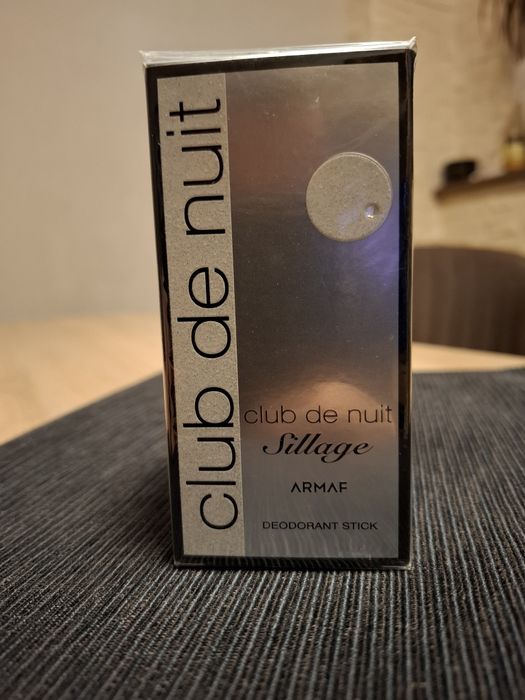 club de nuit
club de nuit
Sillage
ARMAF
DEODORANT STICK